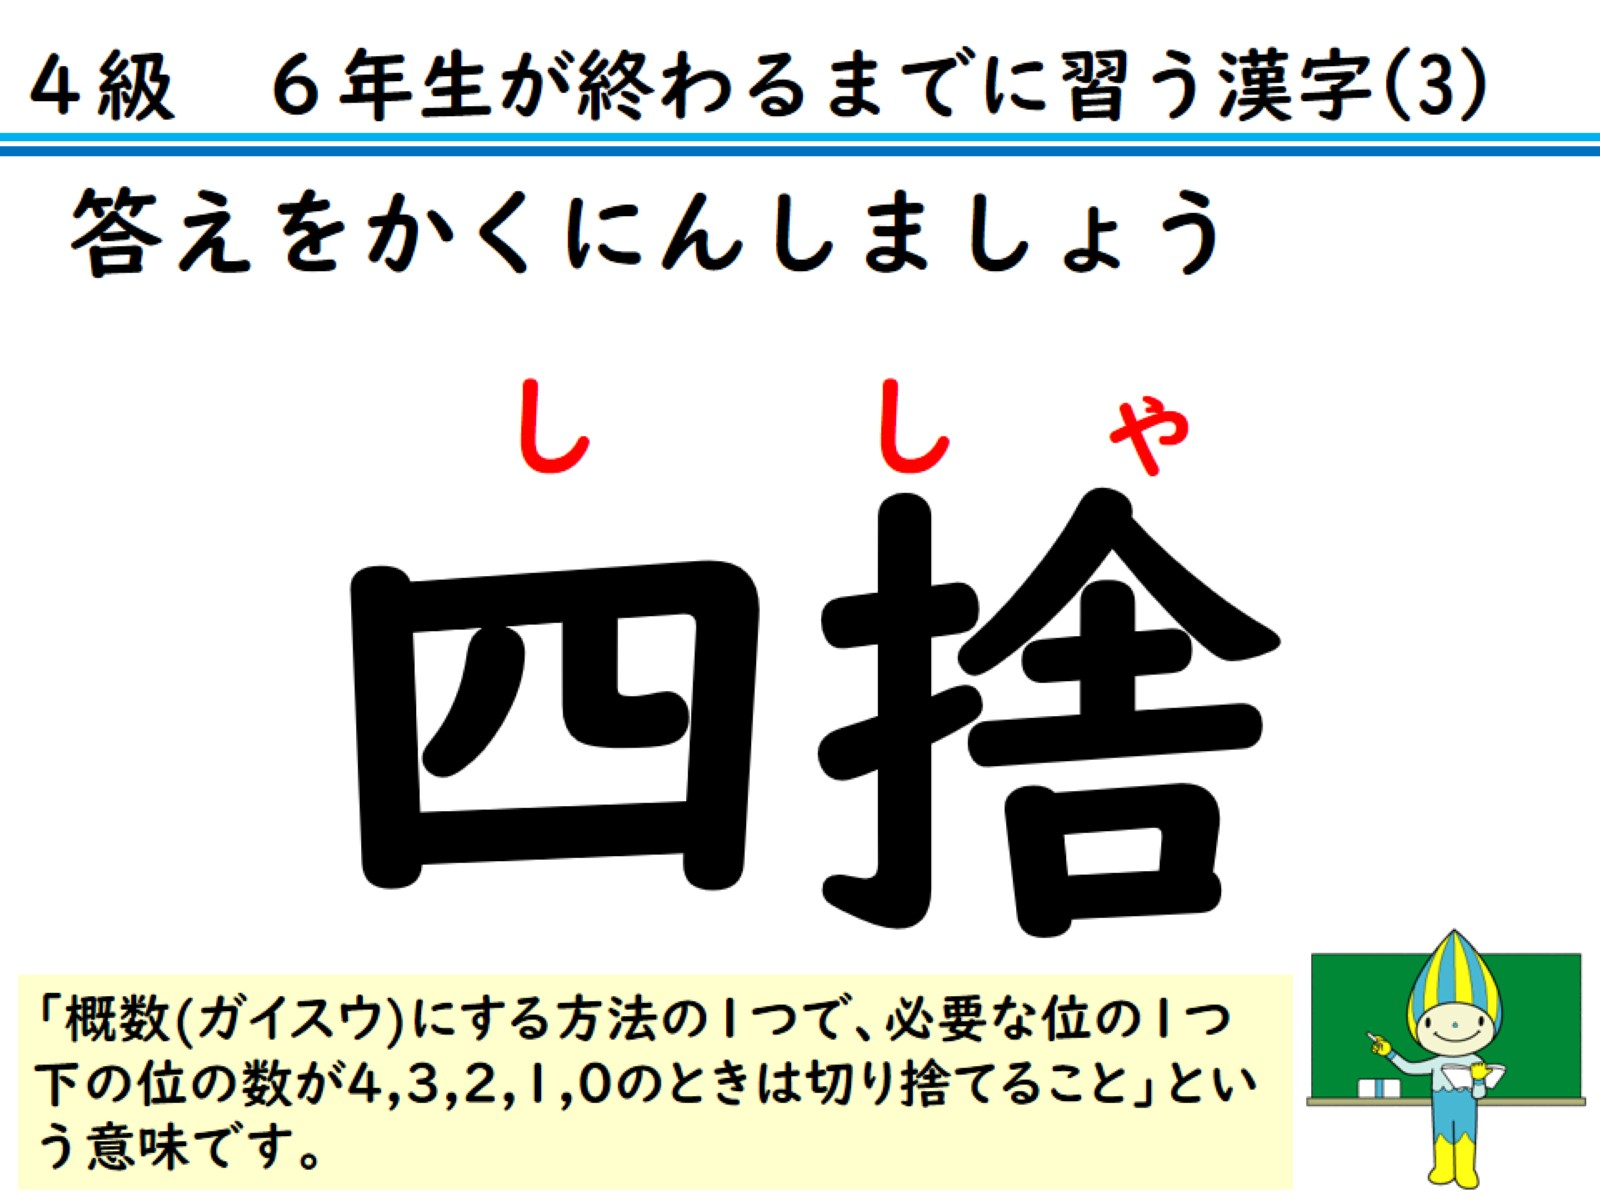 ４級　６年生が終わるまでに習う漢字(3)
答えをかくにんしましょう
し しゃ
四捨
「概数(ガイスウ)にする方法の1つで、必要な位の1つ
下の位の数が4,3,2,1,0のときは切り捨てること」とい
う意味です。